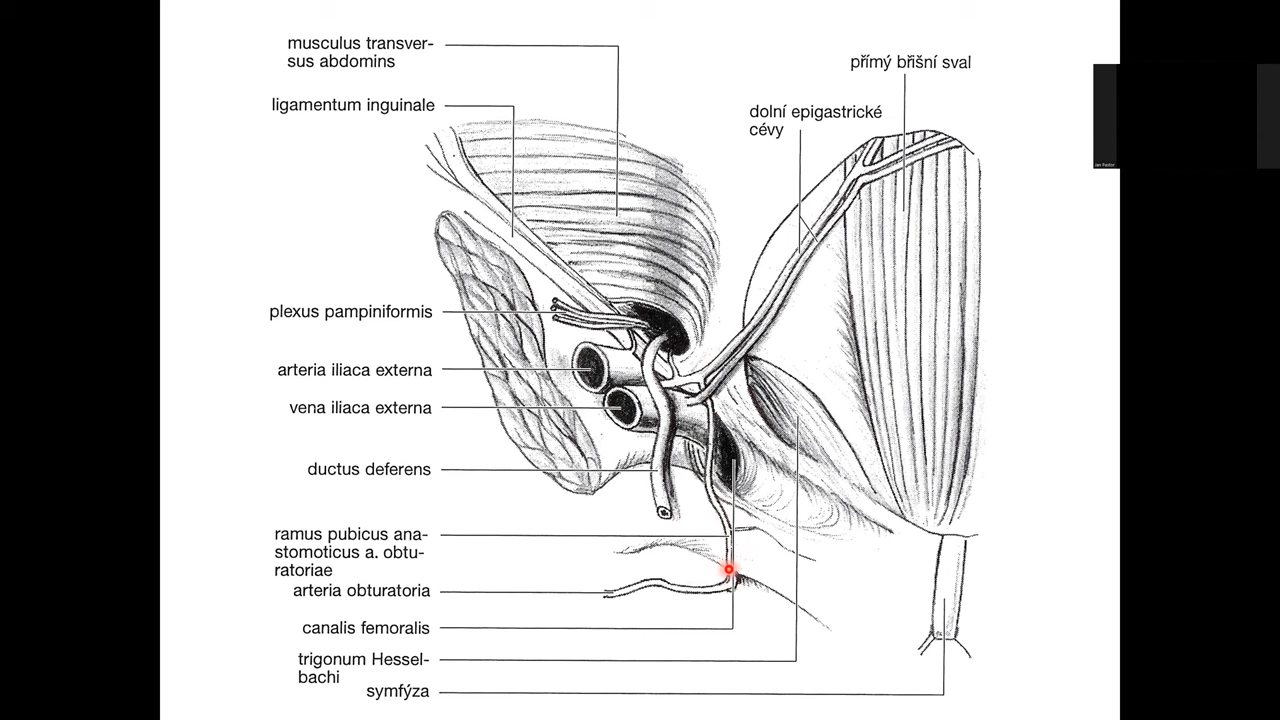 musculus transver-
sus abdomins
ligamentum inguinale
přímý břišní sval
dolní epigastrické
cévy
plexus pampiniformis
arteria iliaca externa
vena iliaca externa
ductus deferens
ramus pubicus ana-
stomoticus a. obtu-
ratoriae
arteria obturatoria
canalis femoralis
trigonum Hessel-
bachi
symfýza